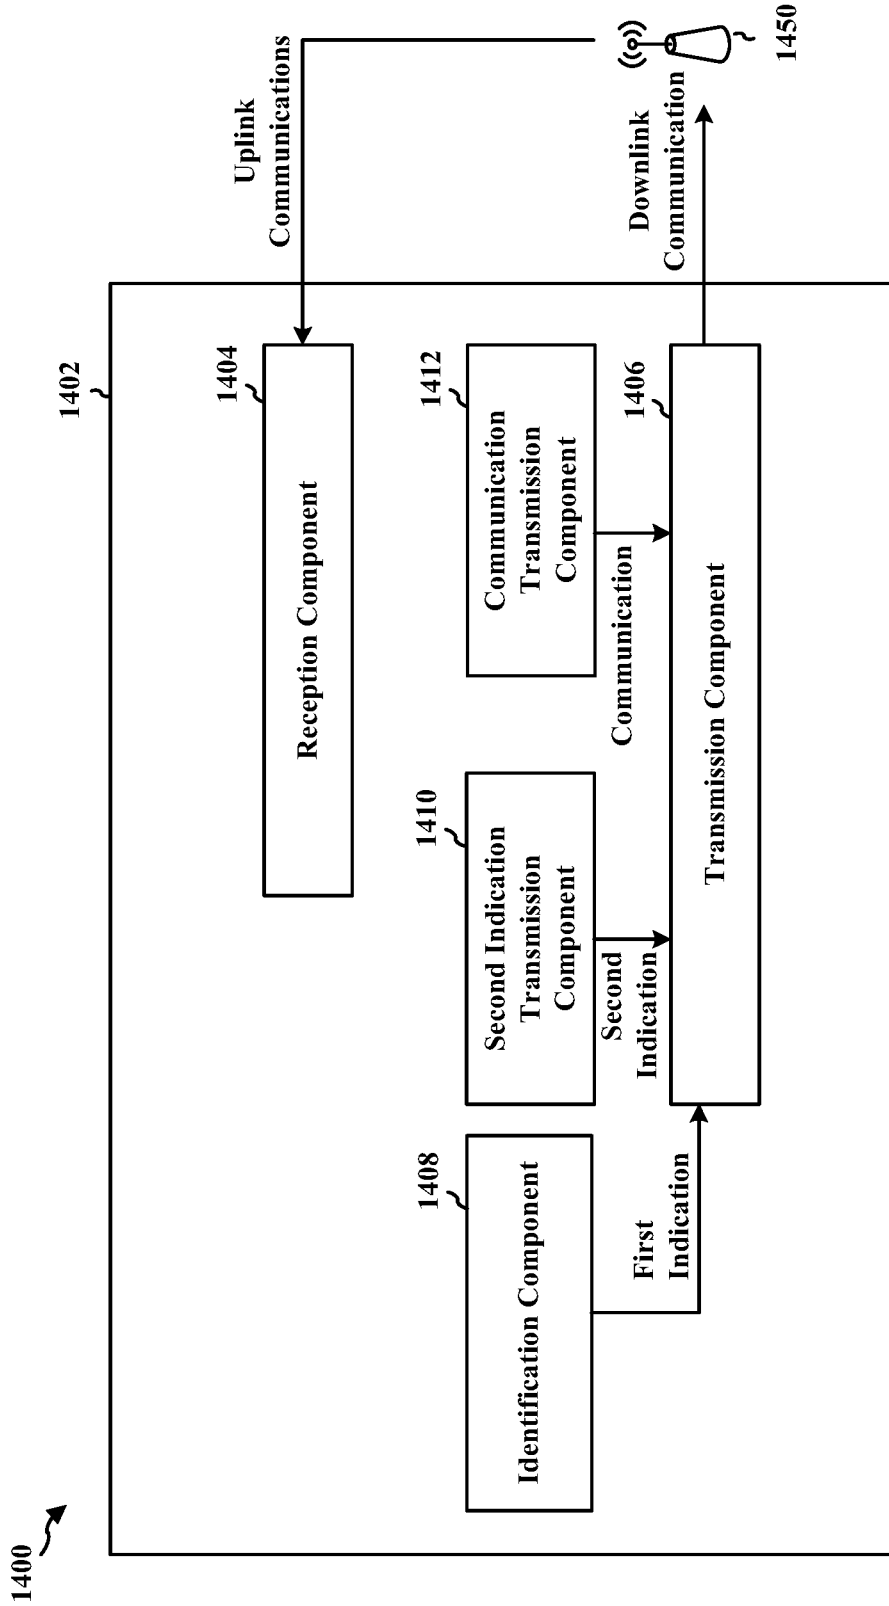 1400
1402
Uplink
Communications
1404
Reception Component
1408
Identification Component
1410
Second Indication
Transmission
Component
1412
Communication
Transmission
Component
First
Indication
Second
Indication
Communication
1406
Transmission Component
Downlink
Communication
1450